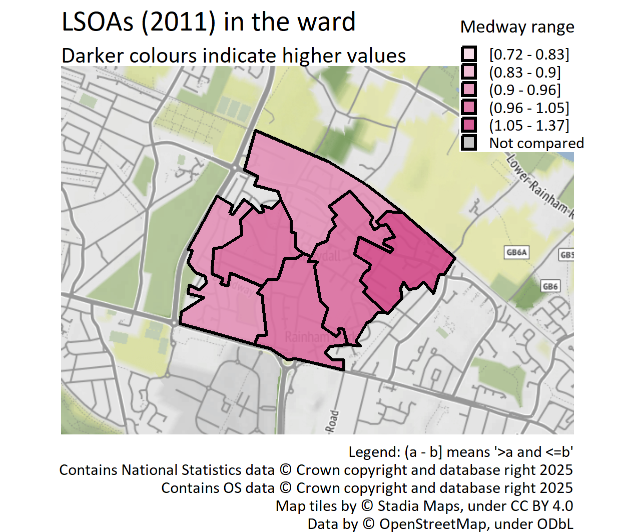 LSOAs (2011) in the ward
Darker colours indicate higher values
Medway range
[0.72 - 0.83]
(0.83 - 0.9]
(0.9 - 0.96]
(0.96 - 1.05]
(1.05 - 1.37]
Not compared
Lower-Rainham-R
GB6A
GBS
GB6
Rainham
-Road
Legend: (a - b] means '>a and <=b'
Contains National Statistics data © Crown copyright and database right 2025
Contains OS data © Crown copyright and database right 2025
Map tiles by © Stadia Maps, under CC BY 4.0
Data by © OpenStreetMap, under ODbL